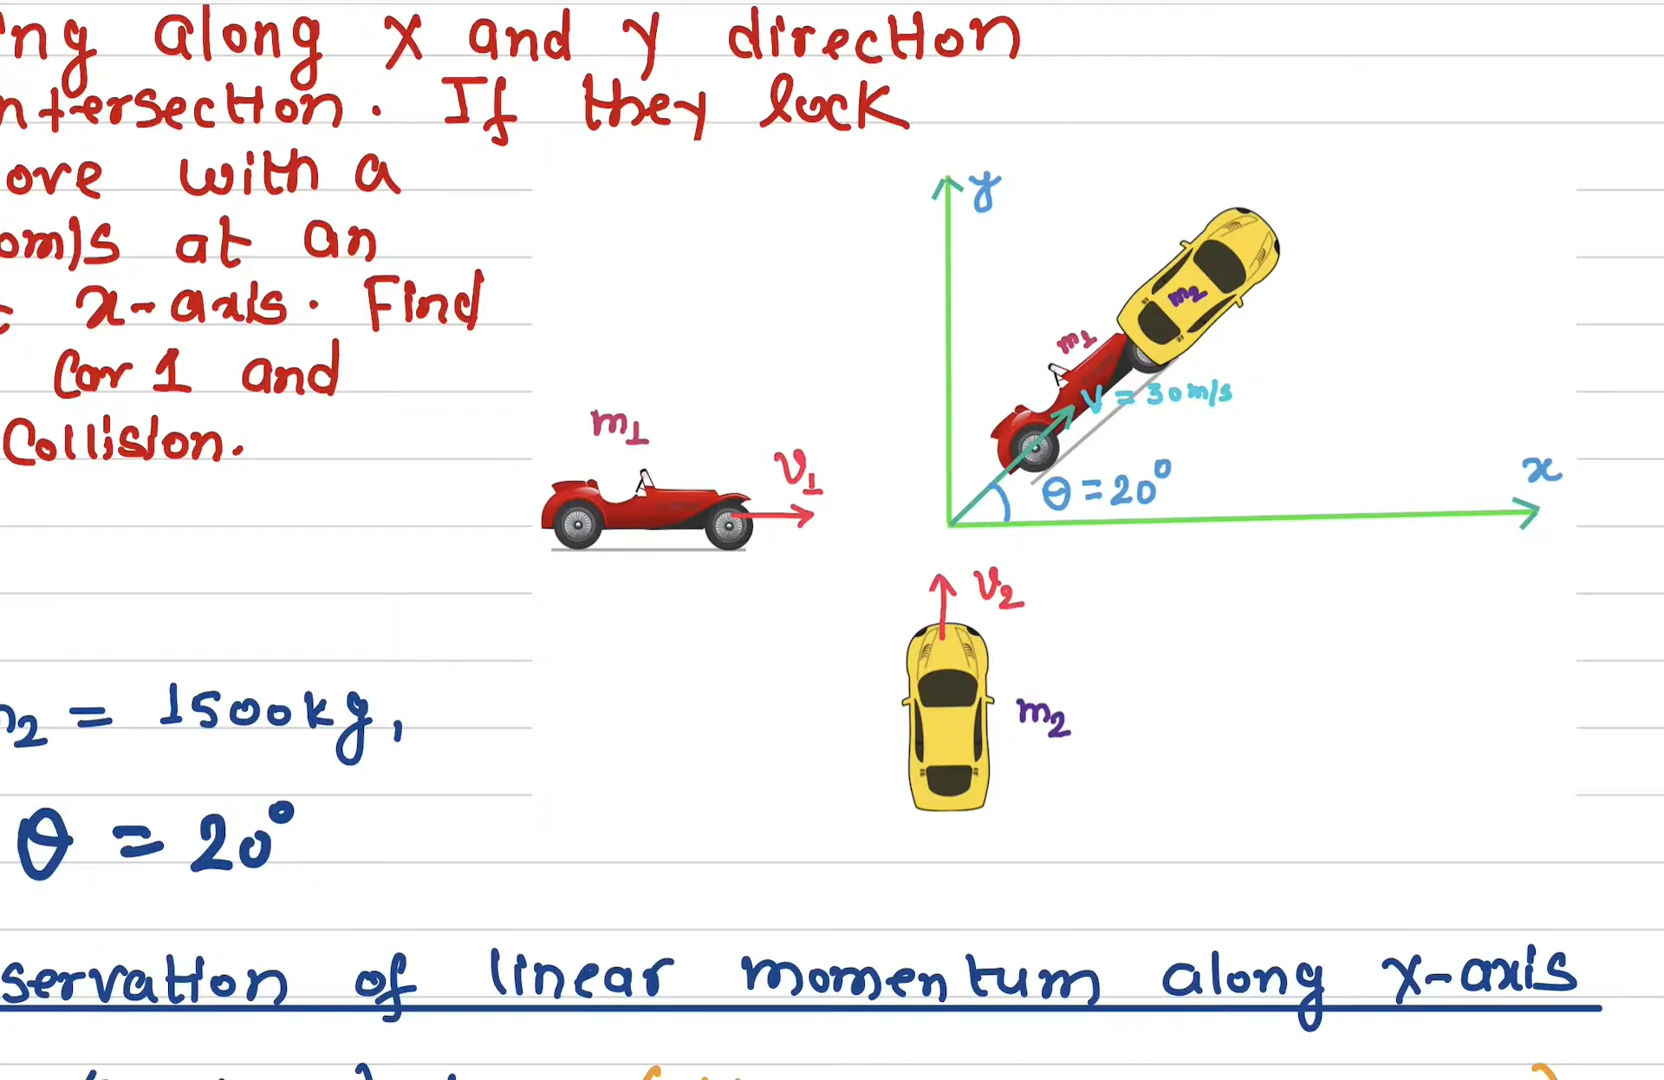 ng along x and y direction
ntersection. If they lock
ove with a
om/s at an
x-axis. Find
Car 1 and
Collision.
y
m2
m1
V = 30m/s
θ = 20°
x
m1
V1
V2
m2
m2 = 1500kg,
θ = 20°
servation of linear momentum along x-axis